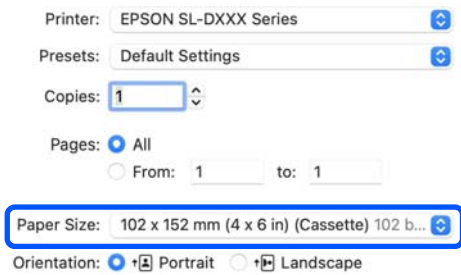 Printer: EPSON SL-DXXX Series
Presets: Default Settings
Copies: 1
Pages: All
From: 1 to: 1
Paper Size: 102 x 152 mm (4 x 6 in) (Cassette) 102 b...
Orientation: Portrait Landscape